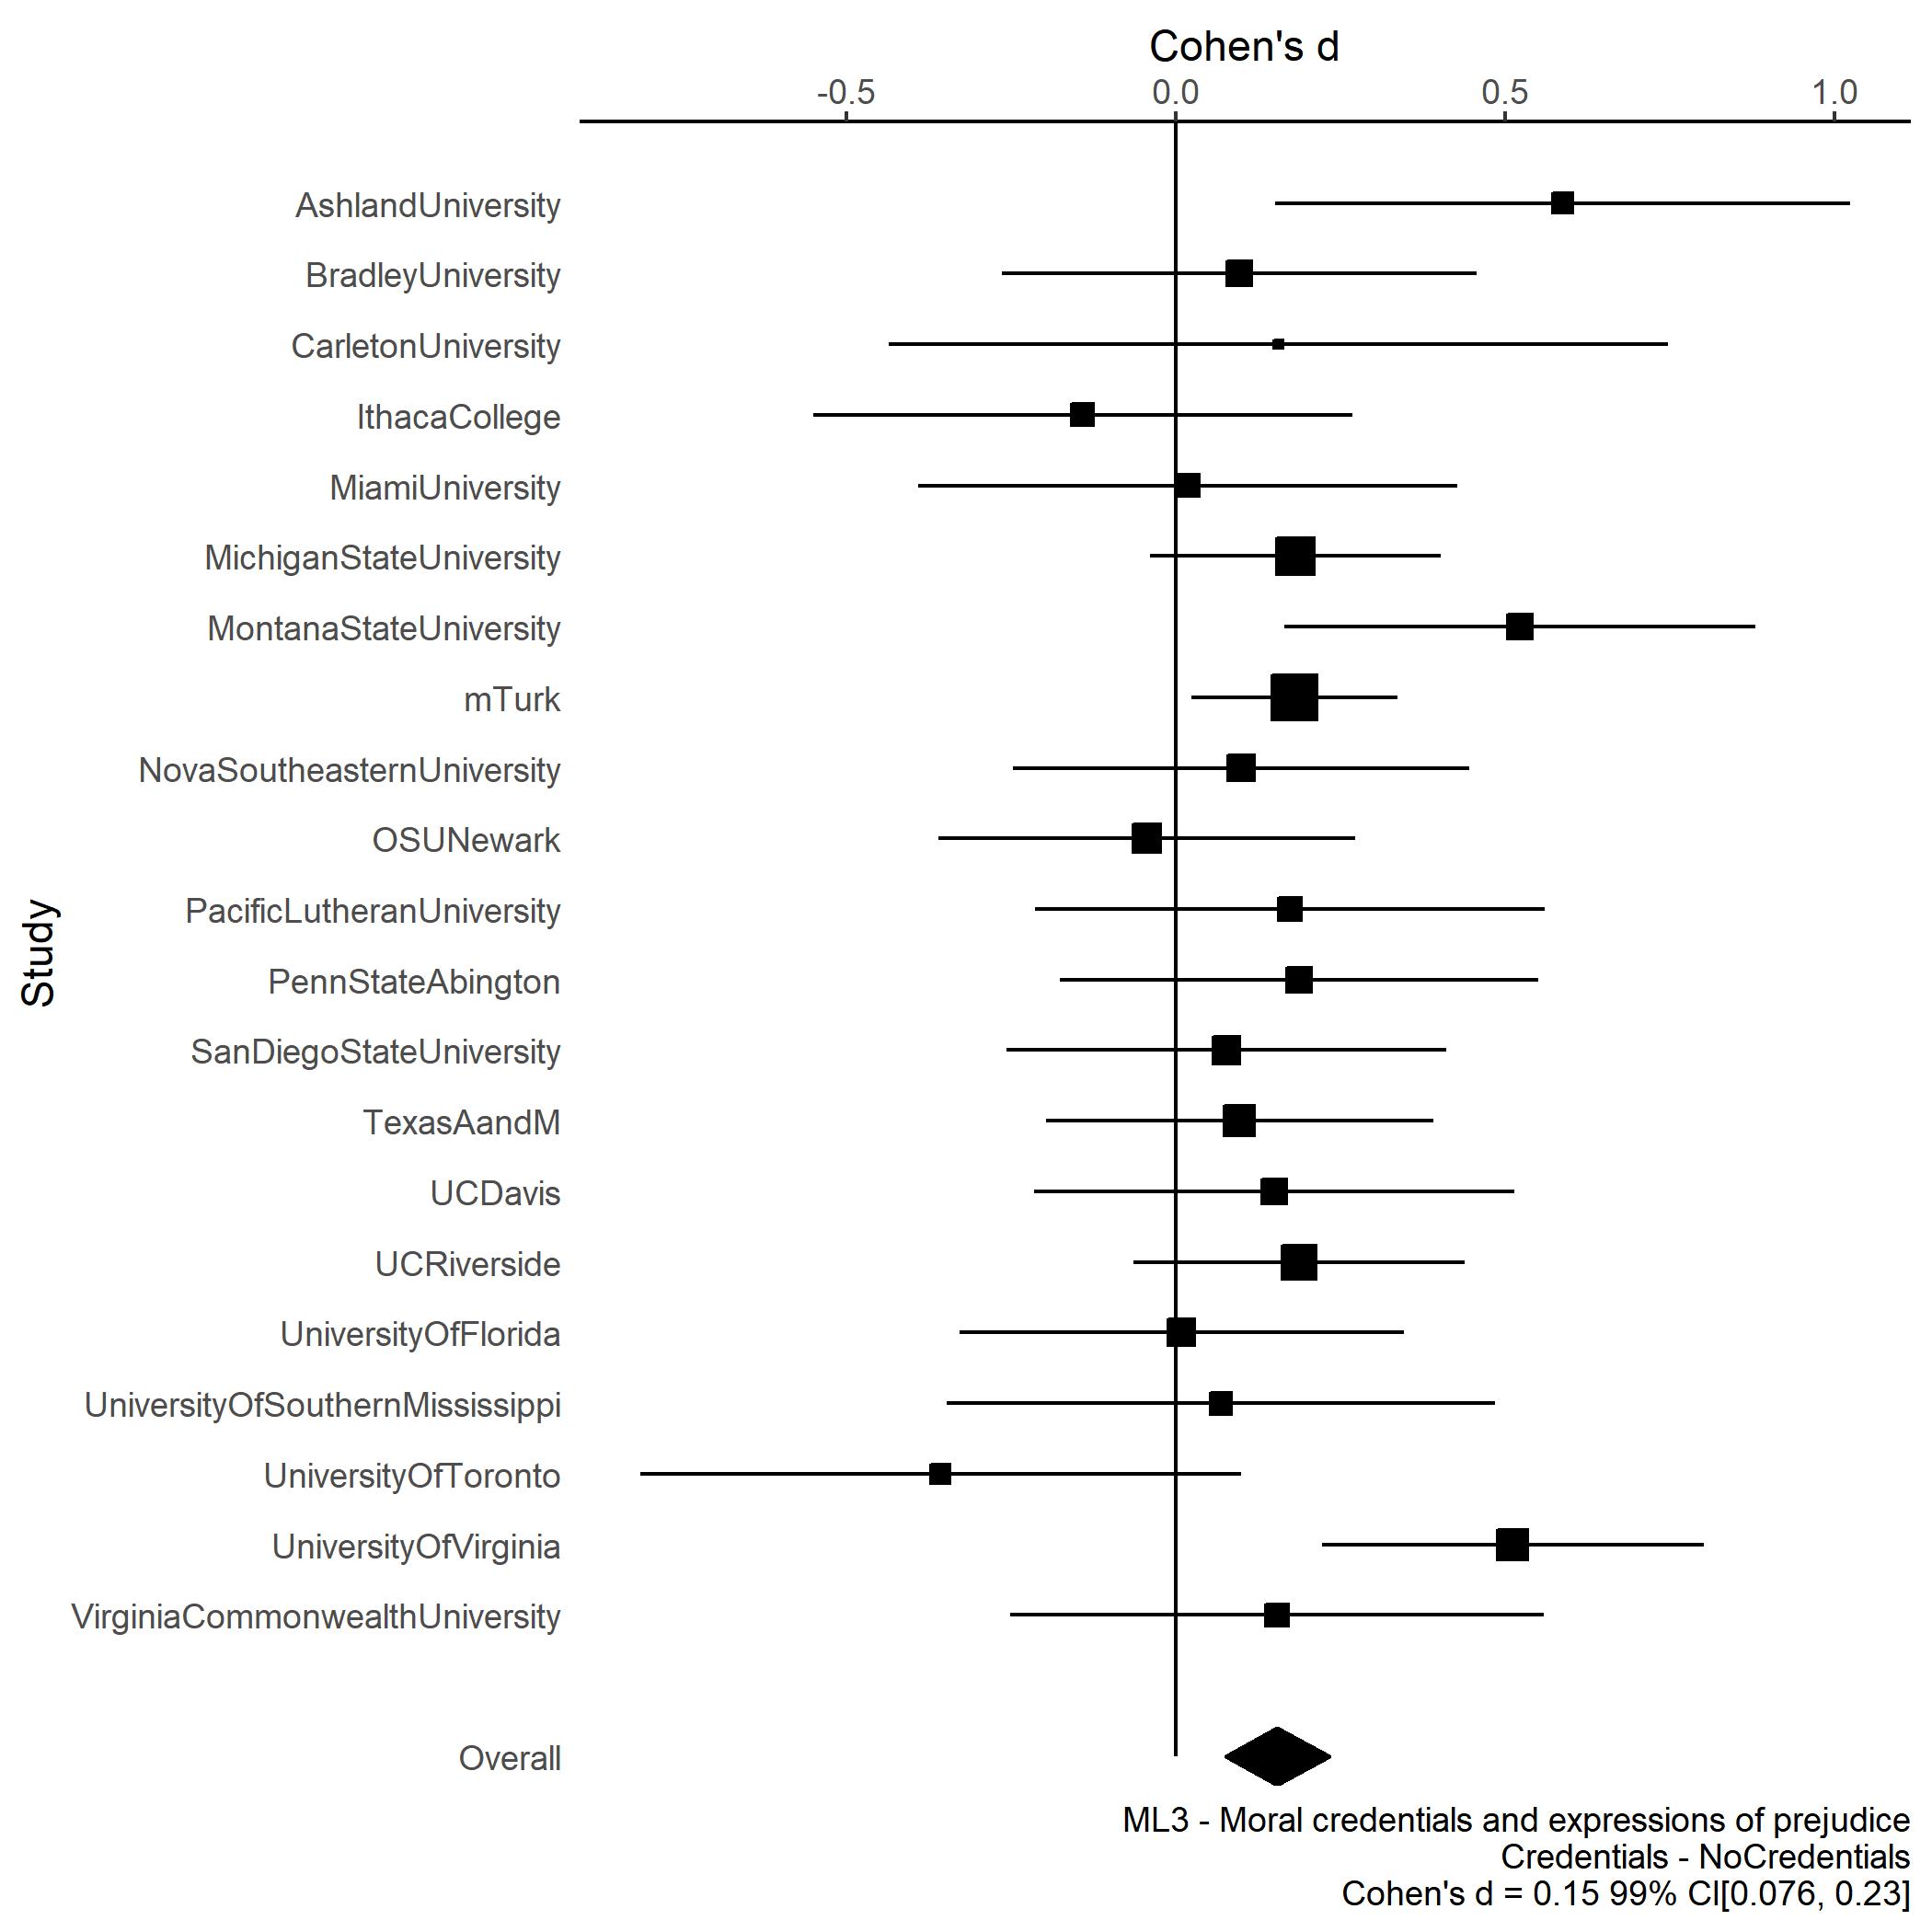 Cohen's d
-0.5 0.0 0.5 1.0
AshlandUniversity
BradleyUniversity
CarletonUniversity
IthacaCollege
MiamiUniversity
MichiganStateUniversity
MontanaStateUniversity
mTurk
NovaSoutheasternUniversity
OSUNewark
PacificLutheranUniversity
Study
PennStateAbington
SanDiegoStateUniversity
TexasAandM
UCDavis
UCRiverside
UniversityOfFlorida
UniversityOfSouthernMississippi
UniversityOfToronto
UniversityOfVirginia
VirginiaCommonwealthUniversity
Overall
ML3 - Moral credentials and expressions of prejudice
Credentials - NoCredentials
Cohen's d = 0.15 99% CI[0.076, 0.23]